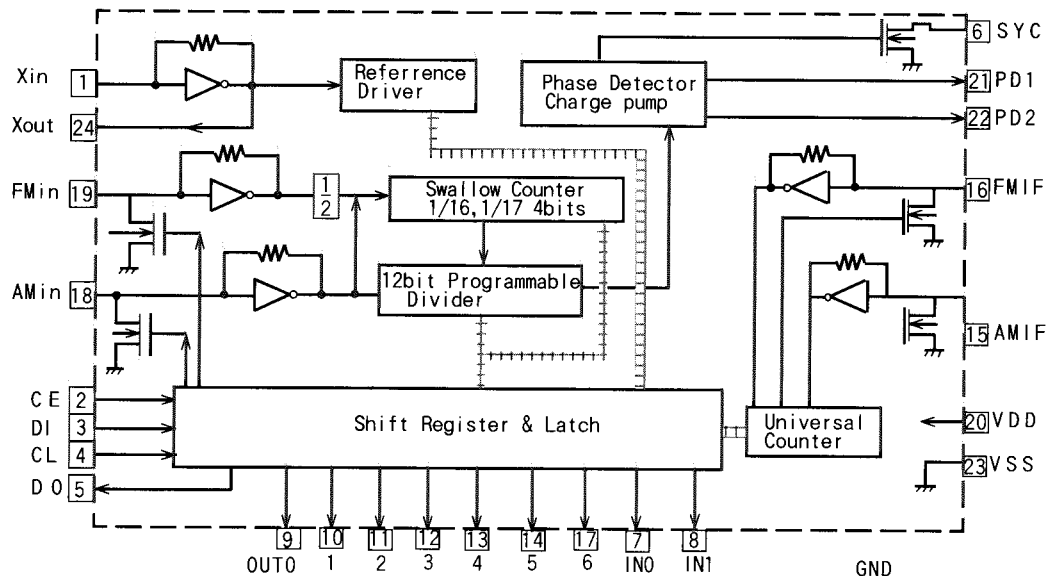 6 SYC
Xin 1
Referrence
Driver
Phase Detector
Charge pump
21 PD1
22 PD2
Xout 24
FMin 19
1
2
Swallow Counter
1/16, 1/17 4bits
16 FMIF
AMin 18
12bit Programmable
Divider
15 AMIF
CE 2
DI 3
CL 4
DO 5
Shift Register & Latch
Universal
Counter
20 VDD
23 VSS
9 10 11 12 13 14 17 7 8
OUT0 1 2 3 4 5 6 IN0 IN1 GND